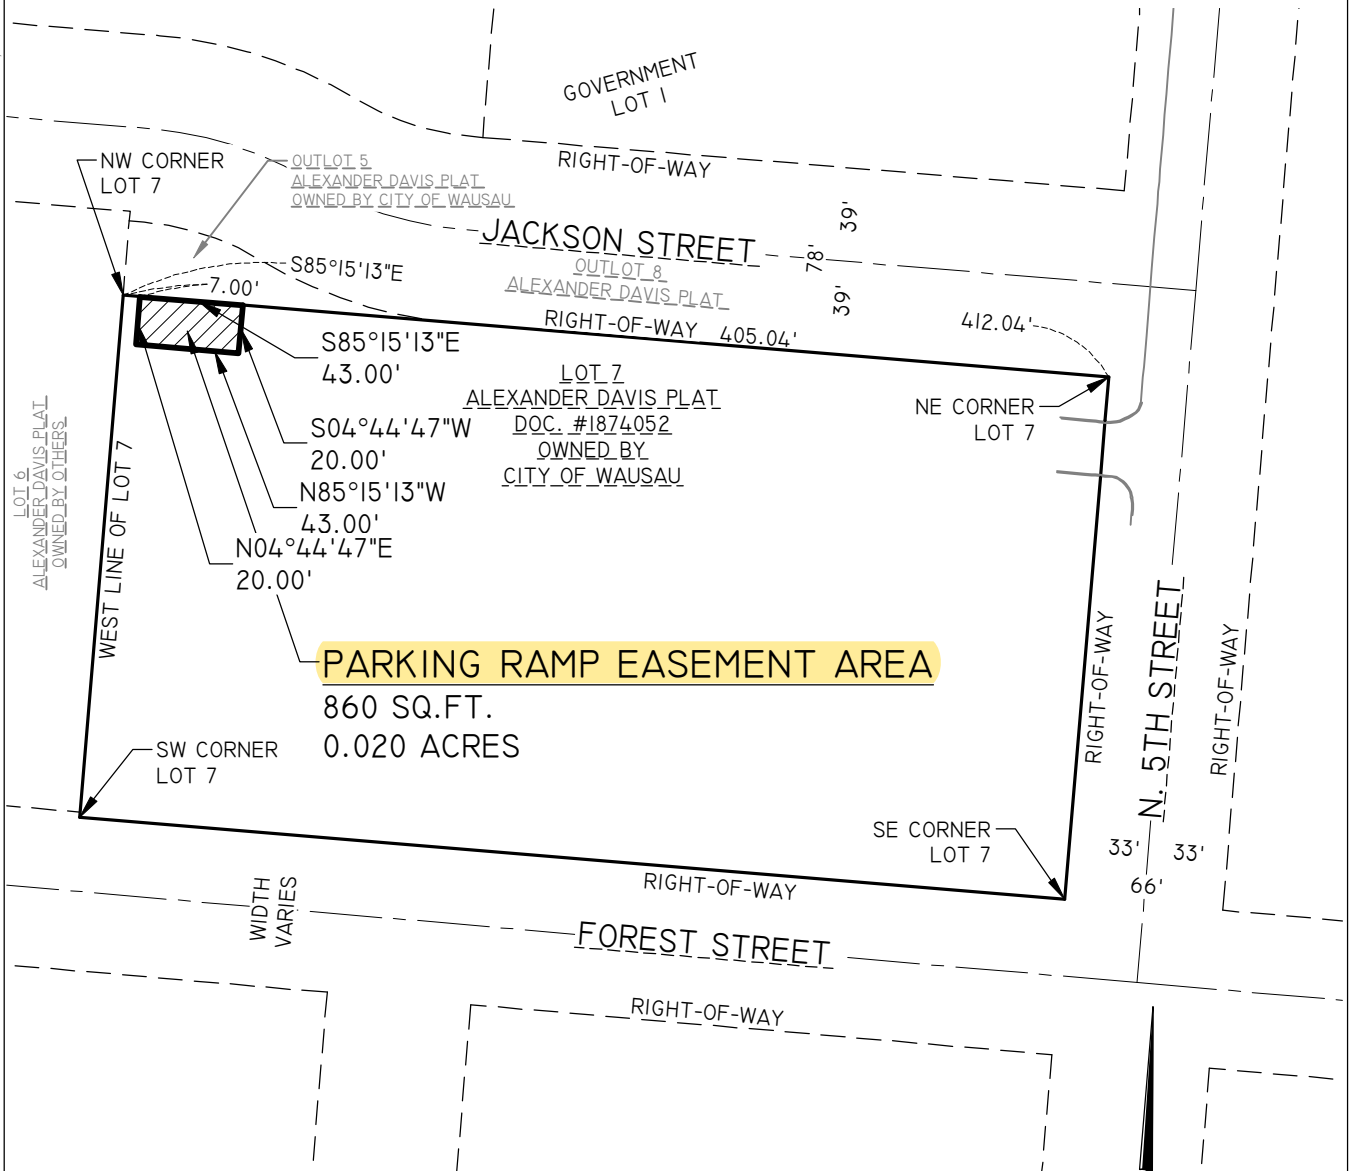 GOVERNMENT
LOT 1
RIGHT-OF-WAY
NW CORNER
LOT 7
OUTLOT 5
ALEXANDER DAVIS PLAT
OWNED BY CITY OF WAUSAU
JACKSON STREET
39'
78'
39'
OUTLOT 8
ALEXANDER DAVIS PLAT
S85°15'13"E
7.00'
RIGHT-OF-WAY
405.04'
412.04'
S85°15'13"E
43.00'
LOT 7
ALEXANDER DAVIS PLAT
DOC. #1874052
OWNED BY
CITY OF WAUSAU
NE CORNER
LOT 7
S04°44'47"W
20.00'
N85°15'13"W
43.00'
N04°44'47"E
20.00'
LOT 6
ALEXANDER DAVIS PLAT
OWNED BY OTHERS
WEST LINE OF LOT 7
PARKING RAMP EASEMENT AREA
860 SQ.FT.
0.020 ACRES
RIGHT-OF-WAY
N. 5TH STREET
RIGHT-OF-WAY
SW CORNER
LOT 7
SE CORNER
LOT 7
33'
33'
66'
WIDTH
VARIES
RIGHT-OF-WAY
FOREST STREET
RIGHT-OF-WAY